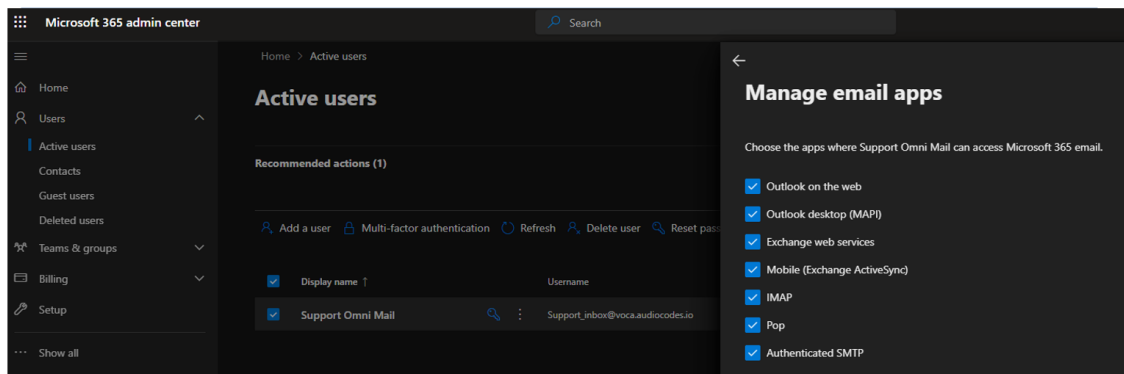 Microsoft 365 admin center
Search
Home
Users
Active users
Contacts
Guest users
Deleted users
Teams & groups
Billing
Setup
Show all
Home > Active users
Active users
Recommended actions (1)
Add a user Multi-factor authentication Refresh Delete user Reset pass
Display name ↑ Username
Support Omni Mail Support_inbox@voca.audiocodes.io
Manage email apps
Choose the apps where Support Omni Mail can access Microsoft 365 email.
Outlook on the web
Outlook desktop (MAPI)
Exchange web services
Mobile (Exchange ActiveSync)
IMAP
Pop
Authenticated SMTP